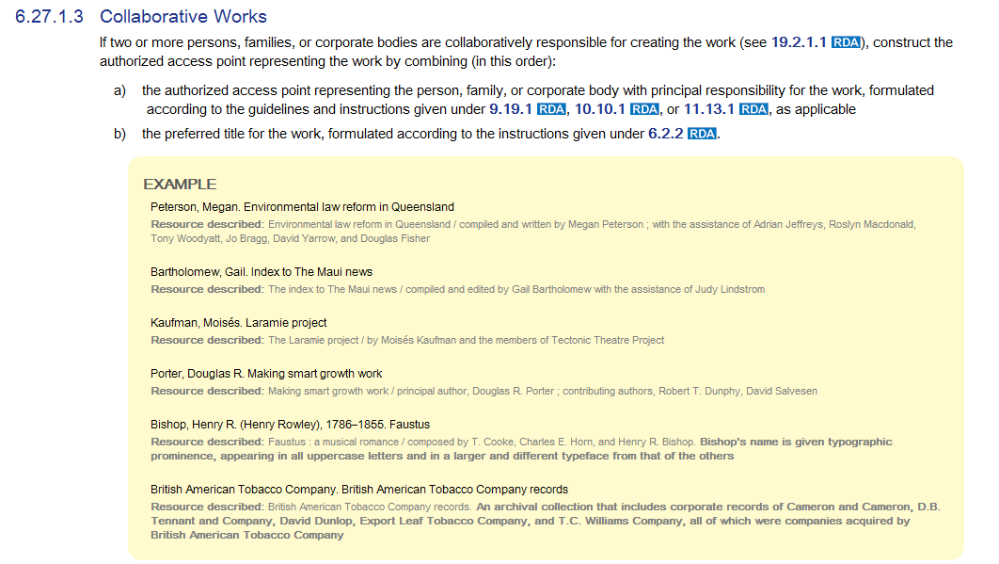 6.27.1.3 Collaborative Works
If two or more persons, families, or corporate bodies are collaboratively responsible for creating the work (see 19.2.1.1 RDA), construct the
authorized access point representing the work by combining (in this order):
a) the authorized access point representing the person, family, or corporate body with principal responsibility for the work, formulated
according to the guidelines and instructions given under 9.19.1 RDA, 10.10.1 RDA, or 11.13.1 RDA, as applicable
b) the preferred title for the work, formulated according to the instructions given under 6.2.2 RDA.
EXAMPLE
Peterson, Megan. Environmental law reform in Queensland
Resource described: Environmental law reform in Queensland / compiled and written by Megan Peterson ; with the assistance of Adrian Jeffreys, Roslyn Macdonald,
Tony Woodyatt, Jo Bragg, David Yarrow, and Douglas Fisher
Bartholomew, Gail. Index to The Maui news
Resource described: The index to The Maui news / compiled and edited by Gail Bartholomew with the assistance of Judy Lindstrom
Kaufman, Moisés. Laramie project
Resource described: The Laramie project / by Moisés Kaufman and the members of Tectonic Theatre Project
Porter, Douglas R. Making smart growth work
Resource described: Making smart growth work / principal author, Douglas R. Porter ; contributing authors, Robert T. Dunphy, David Salvesen
Bishop, Henry R. (Henry Rowley), 1786–1855. Faustus
Resource described: Faustus : a musical romance / composed by T. Cooke, Charles E. Horn, and Henry R. Bishop. Bishop's name is given typographic
prominence, appearing in all uppercase letters and in a larger and different typeface from that of the others
British American Tobacco Company. British American Tobacco Company records
Resource described: British American Tobacco Company records. An archival collection that includes corporate records of Cameron and Cameron, D.B.
Tennant and Company, David Dunlop, Export Leaf Tobacco Company, and T.C. Williams Company, all of which were companies acquired by
British American Tobacco Company